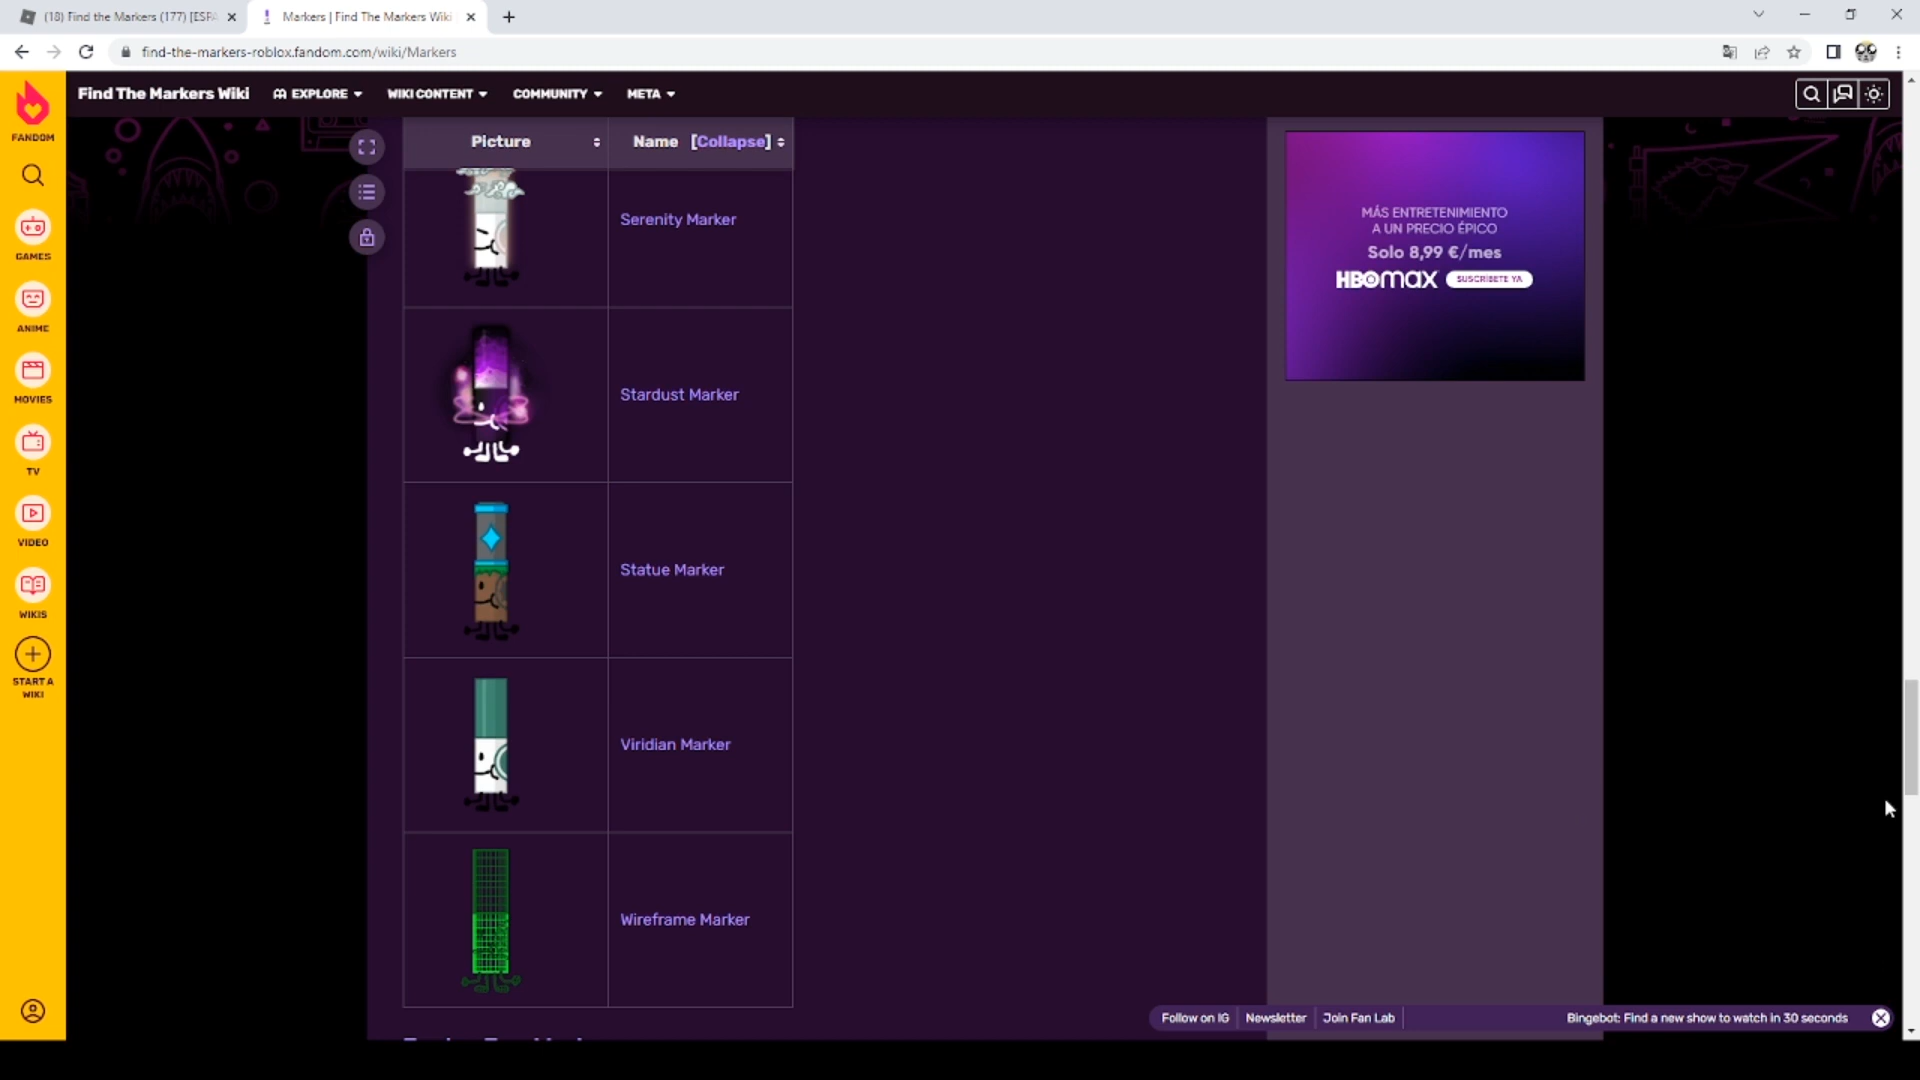 (18) Find the Markers (177) [ESPA
Markers | Find The Markers Wiki
find-the-markers-roblox.fandom.com/wiki/Markers
FANDOM
GAMES
ANIME
MOVIES
TV
VIDEO
WIKIS
START A
WIKI
Find The Markers Wiki
EXPLORE
WIKI CONTENT
COMMUNITY
META
Picture
Name [Collapse]
Serenity Marker
Stardust Marker
Statue Marker
Viridian Marker
Wireframe Marker
MÁS ENTRETENIMIENTO
A UN PRECIO ÉPICO
Solo 8,99 €/mes
HBOmax SUSCRÍBETE YA
Follow on IG
Newsletter
Join Fan Lab
Bingebot: Find a new show to watch in 30 seconds